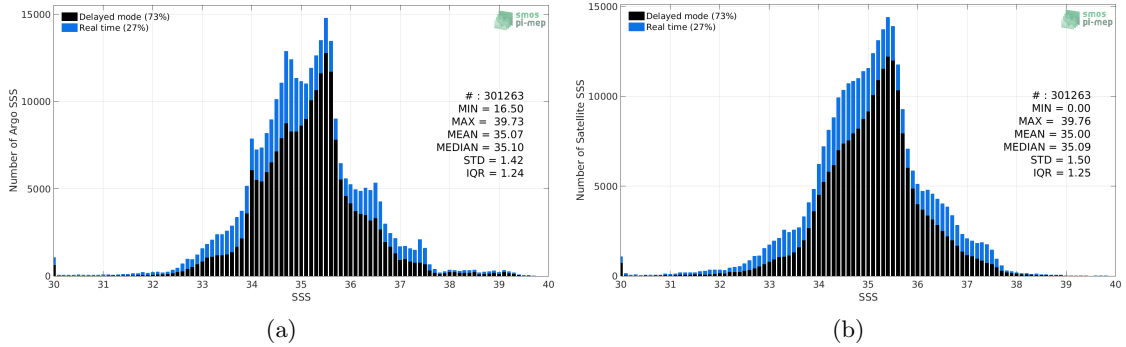 Delayed mode (73%)
Real time (27%)
smos
pi-mep
15000
10000
5000
0
Number of Argo SSS
# : 301263
MIN = 16.50
MAX = 39.73
MEAN = 35.07
MEDIAN = 35.10
STD = 1.42
IQR = 1.24
30 31 32 33 34 35 36 37 38 39 40
SSS
(a)
Delayed mode (73%)
Real time (27%)
smos
pi-mep
15000
10000
5000
0
Number of Satellite SSS
# : 301263
MIN = 0.00
MAX = 39.76
MEAN = 35.00
MEDIAN = 35.09
STD = 1.50
IQR = 1.25
30 31 32 33 34 35 36 37 38 39 40
SSS
(b)